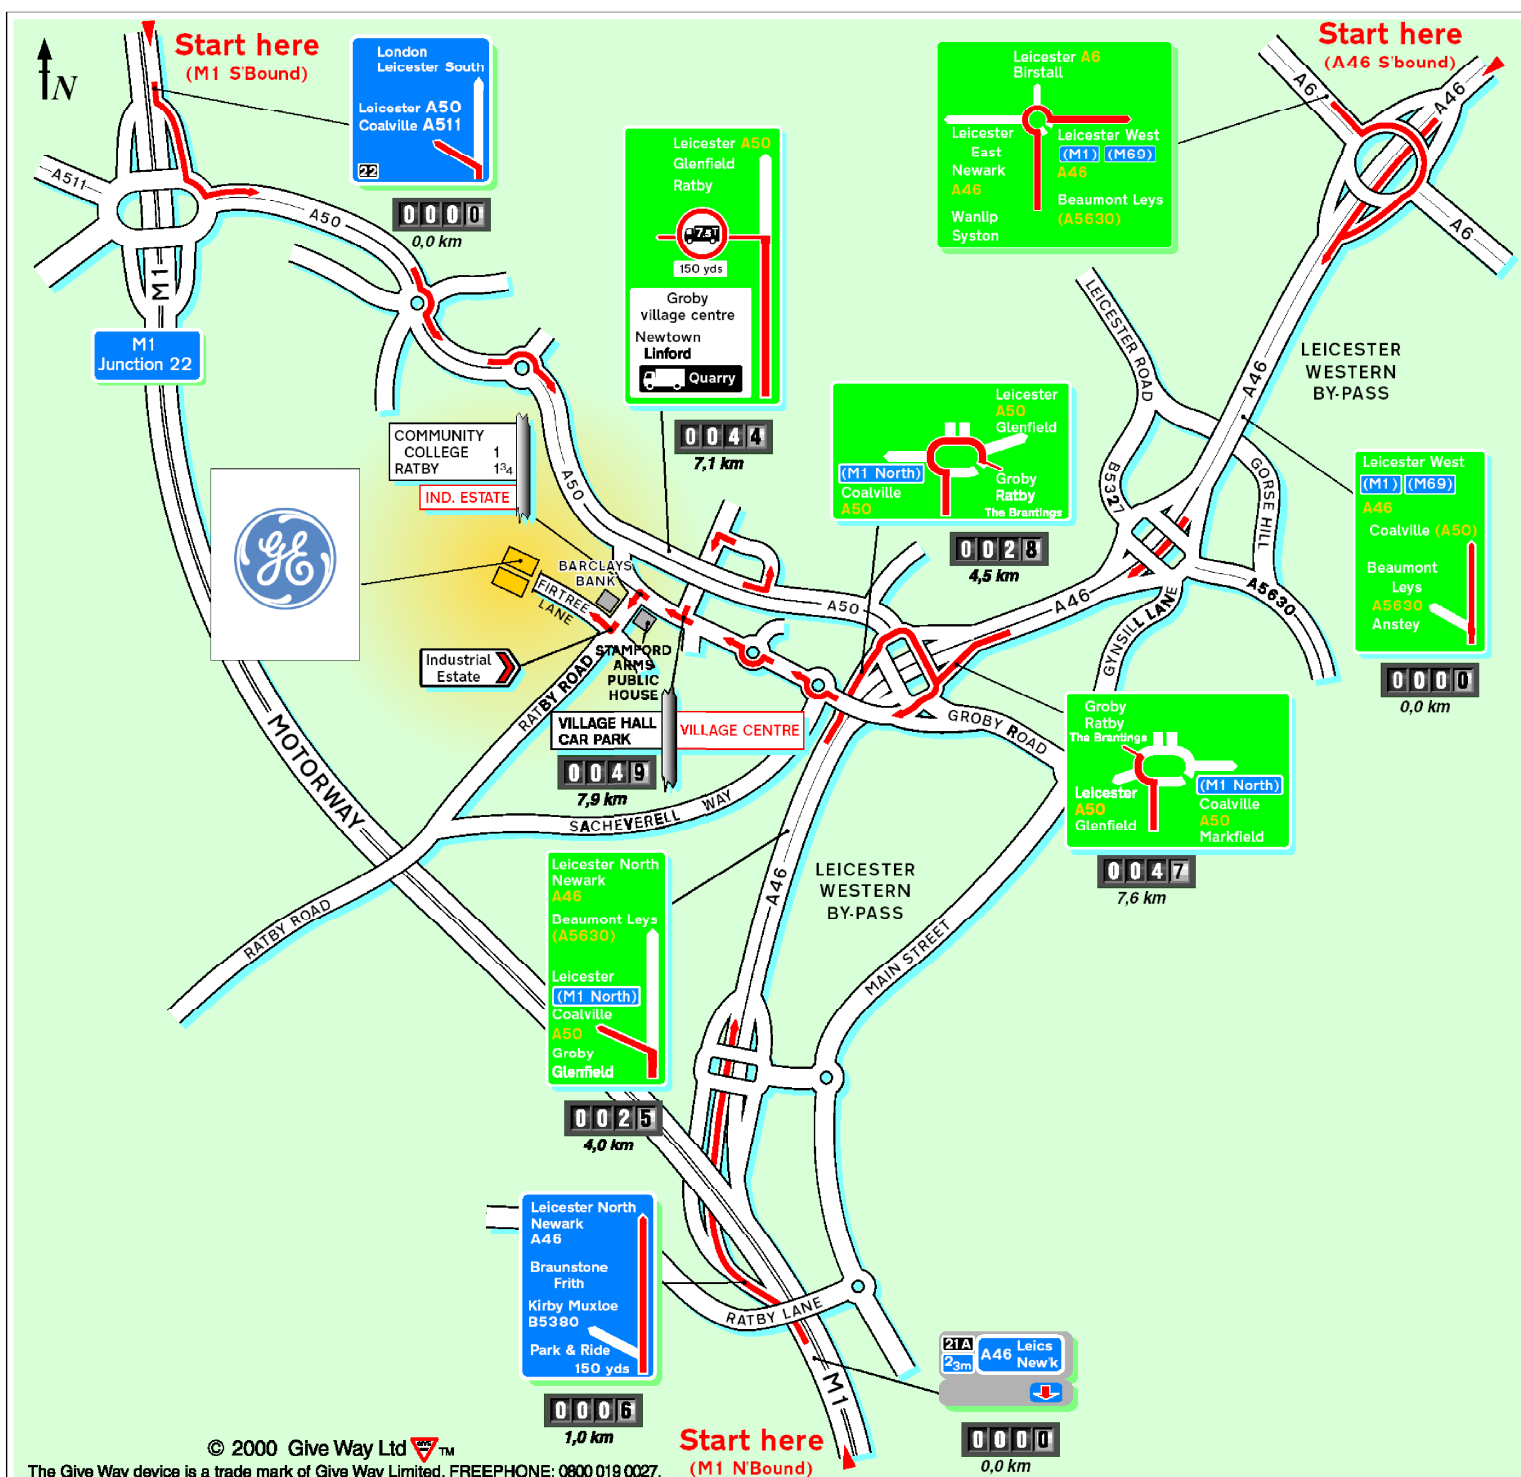 Start here
(M1 S'Bound)
N
London
Leicester South
Leicester A50
Coalville A511
22
0000
0,0 km
A511
A50
M1
M1
Junction 22
Leicester A50
Glenfield
Ratby
7.5T
150 yds
Groby
village centre
Newtown
Linford
Quarry
0044
7,1 km
Leicester A6
Birstall
Leicester
East
Newark
A46
Wanlip
Syston
Leicester West
(M1) (M69)
A46
Beaumont Leys
(A5630)
Start here
(A46 S'bound)
A6
A46
A6
LEICESTER
WESTERN
BY-PASS
A46
LEICESTER ROAD
B5327
GORSE HILL
A5630
GYNSILL LANE
A46
Leicester
A50
Glenfield
(M1 North)
Coalville
A50
Groby
Ratby
The Brantings
0028
4,5 km
Leicester West
(M1) (M69)
A46
Coalville (A50)
Beaumont
Leys
A5630
Anstey
0000
0,0 km
COMMUNITY
COLLEGE 1
RATBY 1¾
IND. ESTATE
GE
A50
BARCLAYS
BANK
FIRTREE
LANE
Industrial
Estate
STAMFORD
ARMS
PUBLIC
HOUSE
RATBY ROAD
A50
VILLAGE HALL
CAR PARK
VILLAGE CENTRE
0049
7,9 km
GROBY ROAD
Groby
Ratby
The Brantings
Leicester
A50
Glenfield
(M1 North)
Coalville
A50
Markfield
0047
7,6 km
MOTORWAY
SACHEVERELL WAY
RATBY ROAD
A46
LEICESTER
WESTERN
BY-PASS
MAIN STREET
Leicester North
Newark
A46
Beaumont Leys
(A5630)
Leicester
(M1 North)
Coalville
A50
Groby
Glenfield
0025
4,0 km
Leicester North
Newark
A46
Braunstone
Frith
Kirby Muxloe
B5380
Park & Ride
150 yds
0006
1,0 km
RATBY LANE
M1
21A
23m
A46 Leics
New'k
0000
0,0 km
Start here
(M1 N'Bound)
© 2000 Give Way Ltd GIVE WAY TM
The Give Way device is a trade mark of Give Way Limited. FREEPHONE: 0800 019 0027.